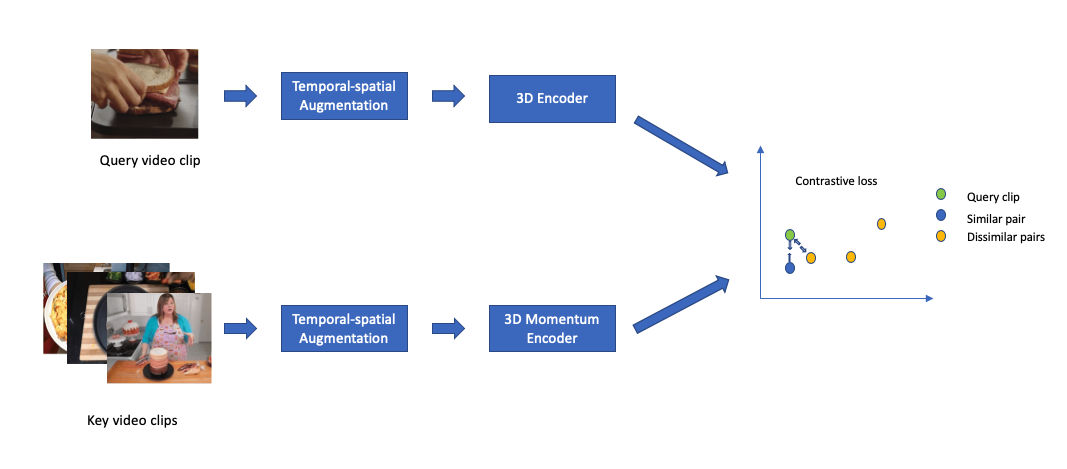 Temporal-spatial
Augmentation
3D Encoder
Query video clip
Contrastive loss
Query clip
Similar pair
Dissimilar pairs
Temporal-spatial
Augmentation
3D Momentum
Encoder
Key video clips